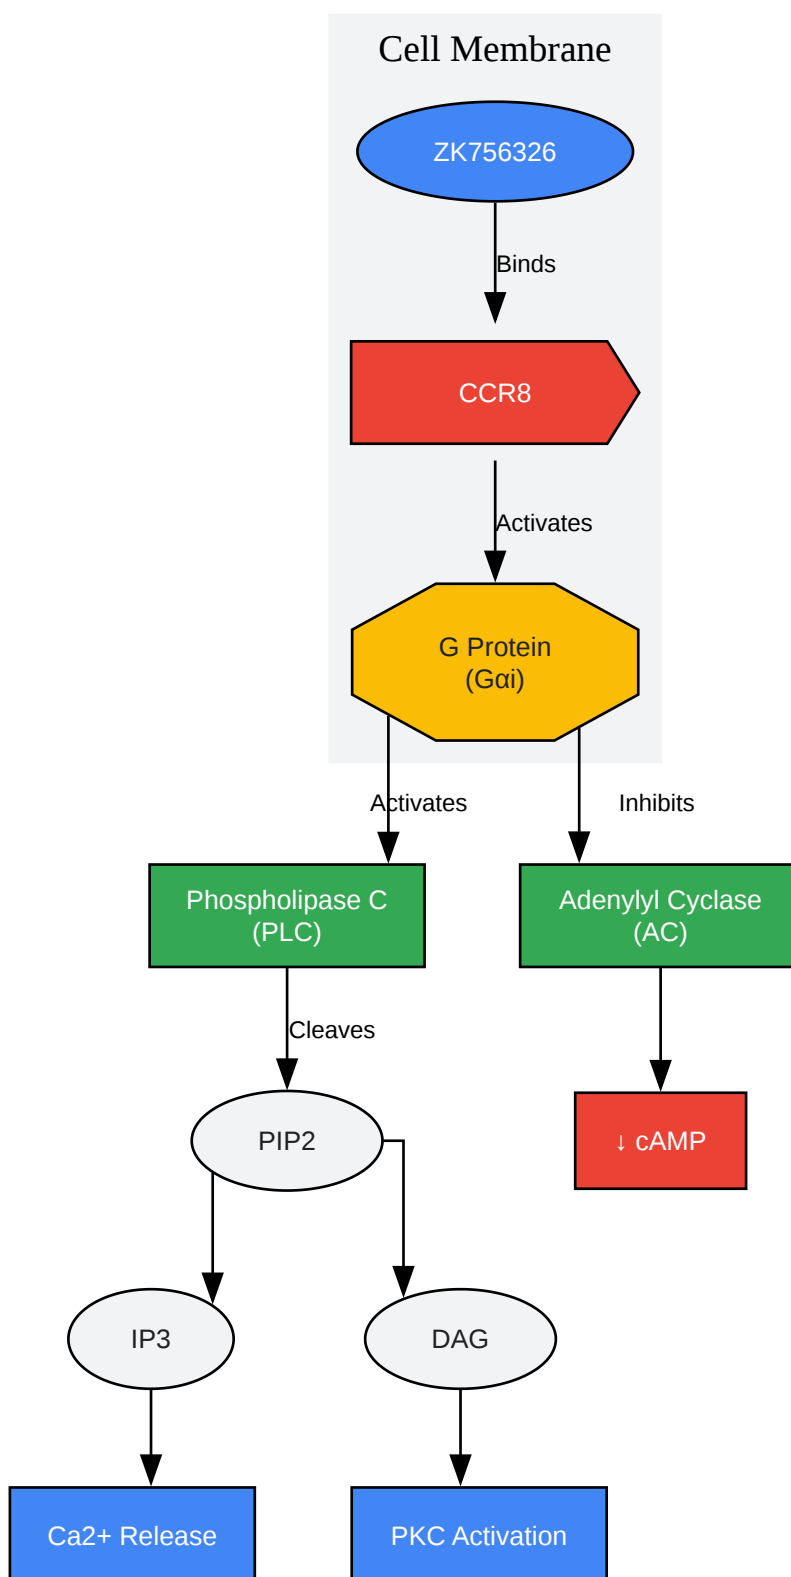 Cell Membrane
ZK756326
Binds
CCR8
Activates
G Protein
(Gαi)
Activates
Inhibits
Phospholipase C
(PLC)
Adenylyl Cyclase
(AC)
Cleaves
PIP2
↓ cAMP
IP3
DAG
Ca2+ Release
PKC Activation